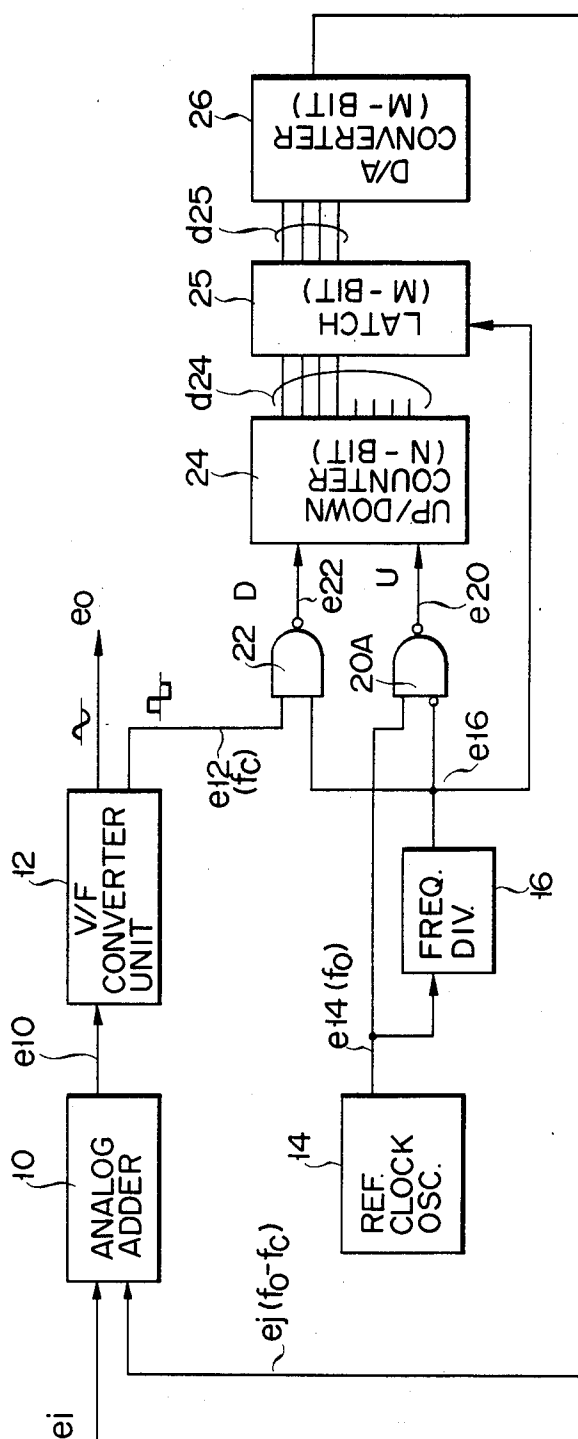 ei
10
ANALOG
ADDER
e10
12
V/F
CONVERTER
UNIT
eo
ej (fo-fc)
e12
(fc)
14
REF.
CLOCK
OSC.
e14 (fo)
FREQ.
DIV.
16
e16
22
D
e22
20A
U
e20
24
UP/DOWN
COUNTER
(N-BIT)
d24
25
LATCH
(M-BIT)
d25
26
D/A
CONVERTER
(M-BIT)